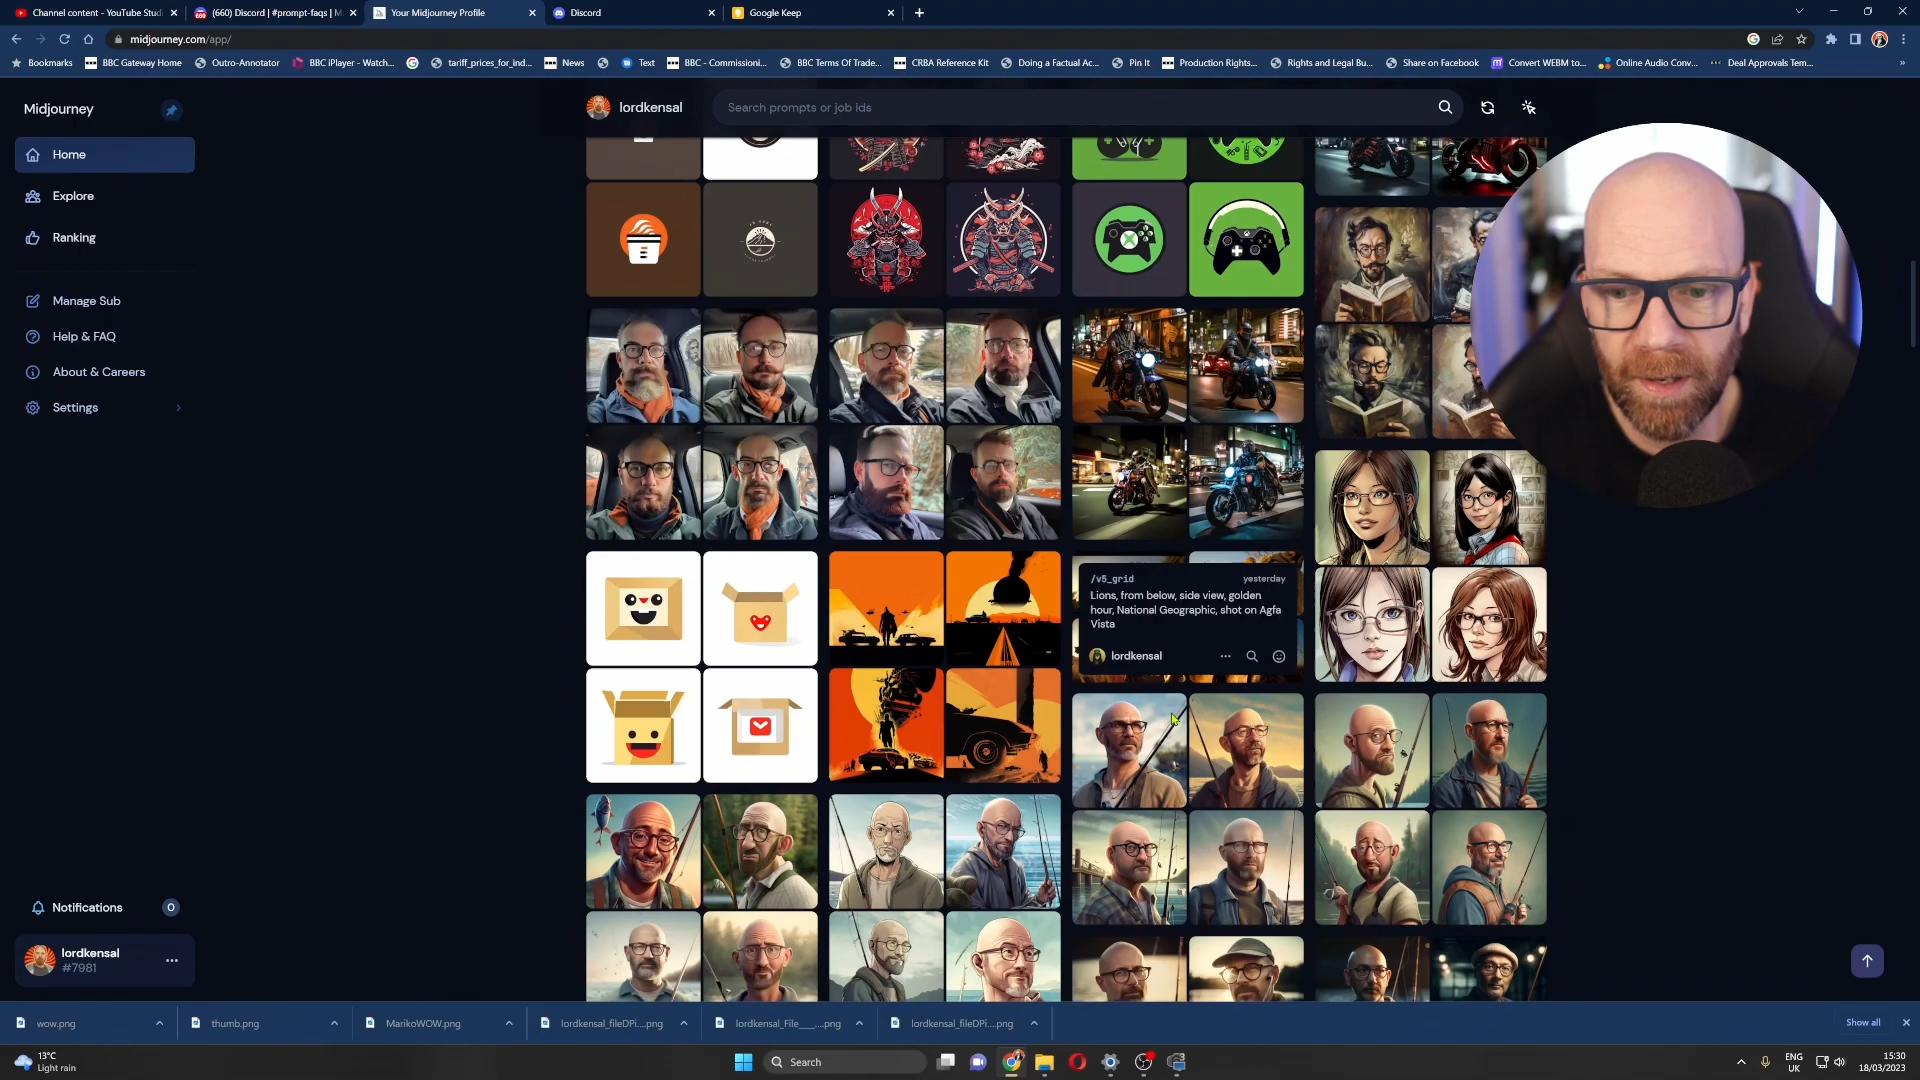 Channel content - YouTube Studi
(660) Discord | #prompt-faqs | M
Your Midjourney Profile
Discord
Google Keep
midjourney.com/app/
Bookmarks
BBC Gateway Home
Outro-Annotator
BBC iPlayer - Watch...
tariff_prices_for_ind...
News
Text
BBC - Commissioni...
BBC Terms Of Trade...
CRBA Reference Kit
Doing a Factual Ac...
Pin It
Production Rights...
Rights and Legal Bu...
Share on Facebook
Convert WEBM to...
Online Audio Conv...
Deal Approvals Tem...
Midjourney
lordkensal
Search prompts or job ids
Home
Explore
Ranking
Manage Sub
Help & FAQ
About & Careers
Settings
/v5_grid
yesterday
Lions, from below, side view, golden
hour, National Geographic, shot on Agfa
Vista
lordkensal
Notifications
0
lordkensal
#7981
wow.png
thumb.png
MarikoWOW.png
lordkensal_fileDPi....png
lordkensal_File___....png
lordkensal_fileDPi....png
Show all
13°C
Light rain
Search
ENG
UK
15:30
18/03/2023